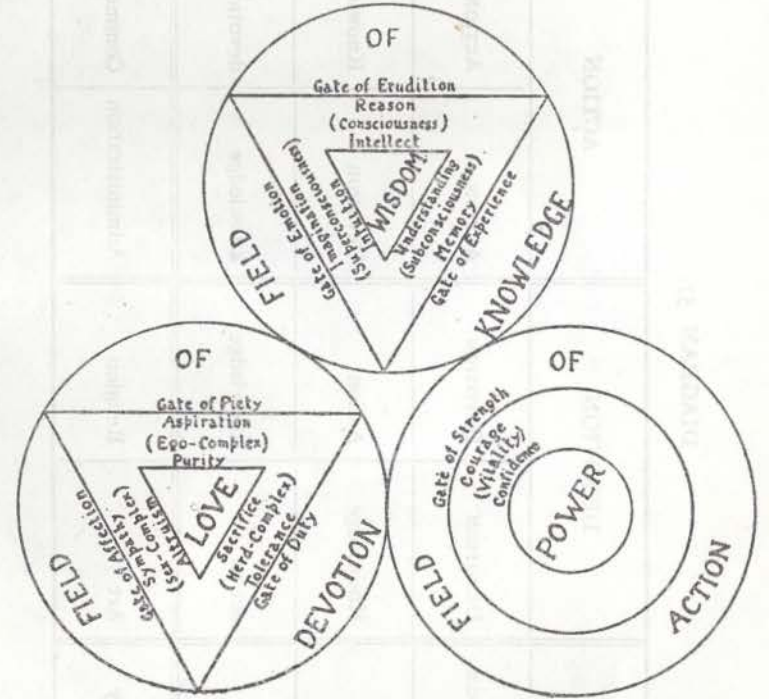 FIELD
OF
KNOWLEDGE
Gate of Erudition
Reason
(Consciousness)
Intellect
Gate of Emotion
Imagination
(Superconsciousness)
Intuition
WISDOM
Understanding
(Subconsciousness)
Memory
Gate of Experience
FIELD
OF
DEVOTION
Gate of Piety
Aspiration
(Ego-Complex)
Purity
Gate of Affection
Sympathy
(Sex-Complex)
Altruism
LOVE
Sacrifice
(Herd-Complex)
Tolerance
Gate of Duty
FIELD
OF
ACTION
Gate of Strength
Courage
(Vitality)
Confidence
POWER